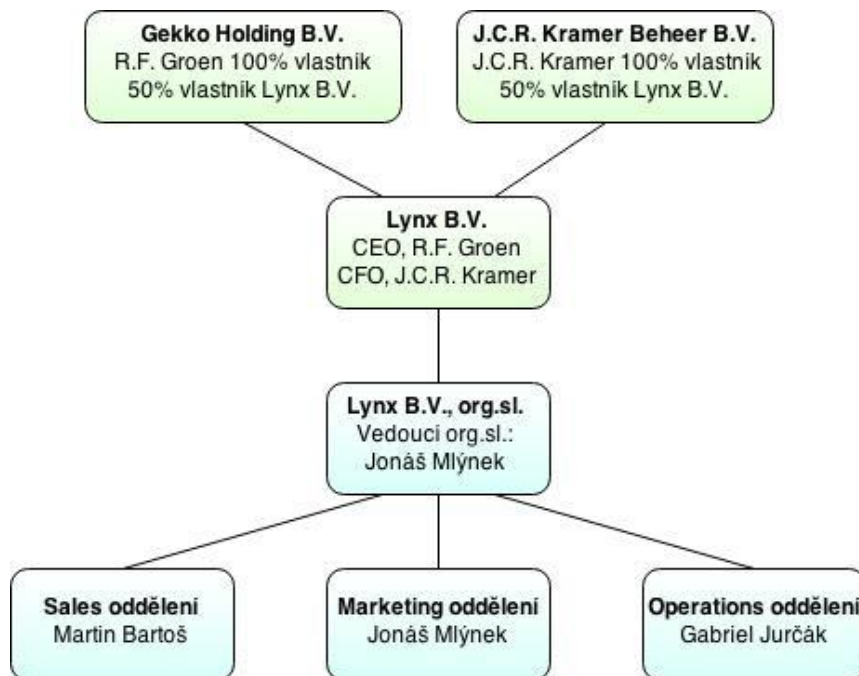 Gekko Holding B.V.
R.F. Groen 100% vlastník
50% vlastník Lynx B.V.
J.C.R. Kramer Beheer B.V.
J.C.R. Kramer 100% vlastník
50% vlastník Lynx B.V.
Lynx B.V.
CEO, R.F. Groen
CFO, J.C.R. Kramer
Lynx B.V., org.sl.
Vedoucí org.sl.:
Jonáš Mlýnek
Sales oddělení
Martin Bartoš
Marketing oddělení
Jonáš Mlýnek
Operations oddělení
Gabriel Jurčák